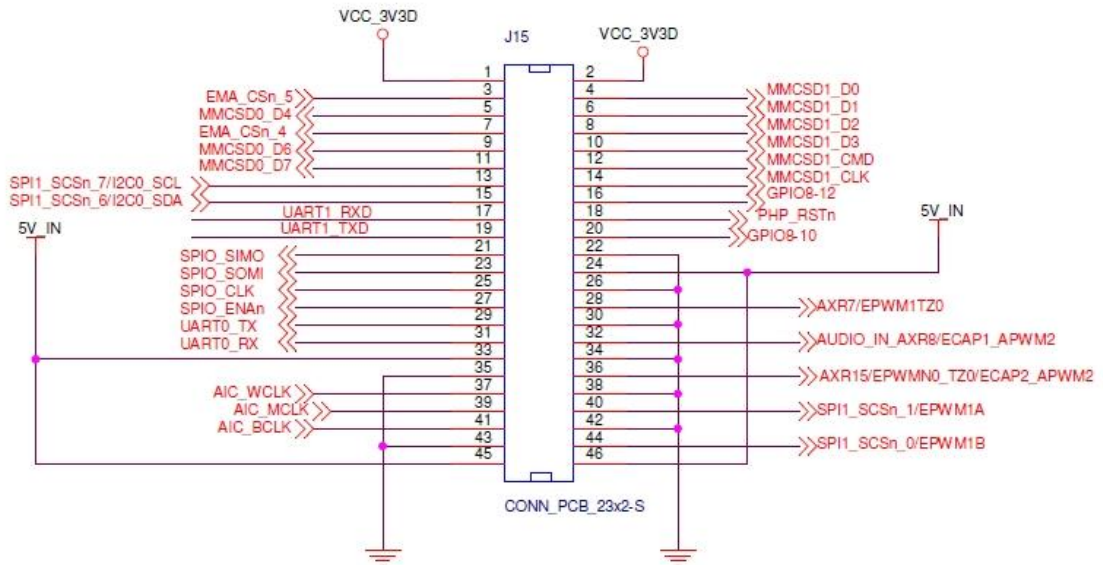 VCC_3V3D
J15
VCC_3V3D
1 2
3 4
EMA_CSn_5 MMCSD1_D0
5 6
MMCSD0_D4 MMCSD1_D1
7 8
EMA_CSn_4 MMCSD1_D2
9 10
MMCSD0_D6 MMCSD1_D3
11 12
MMCSD0_D7 MMCSD1_CMD
13 14
MMCSD1_CLK
SPI1_SCSn_7/I2C0_SCL
15 16
GPIO8-12
SPI1_SCSn_6/I2C0_SDA
17 18
UART1_RXD PHP_RSTn 5V_IN
19 20
5V_IN UART1_TXD GPIO8-10
21 22
SPIO_SIMO
23 24
SPIO_SOMI
25 26
SPIO_CLK
27 28
SPIO_ENAn AXR7/EPWM1TZ0
29 30
UART0_TX
31 32
UART0_RX AUDIO_IN_AXR8/ECAP1_APWM2
33 34
35 36
AXR15/EPWMN0_TZ0/ECAP2_APWM2
37 38
AIC_WCLK
39 40
AIC_MCLK SPI1_SCSn_1/EPWM1A
41 42
AIC_BCLK
43 44
SPI1_SCSn_0/EPWM1B
45 46
CONN_PCB_23x2-S